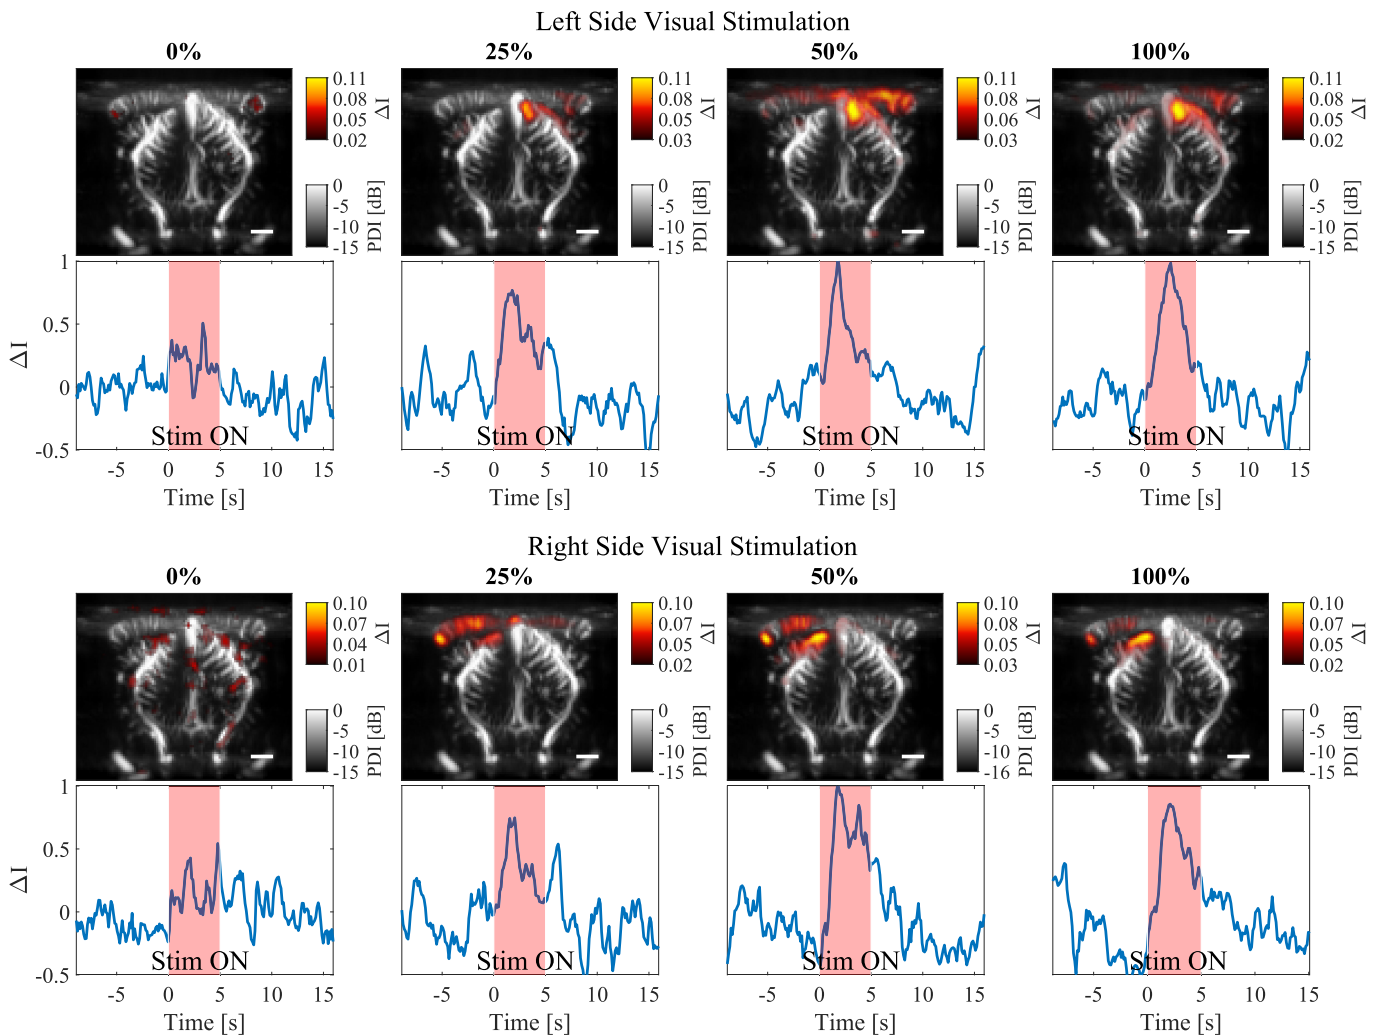 Left Side Visual Stimulation
0% 25% 50% 100%
0.11 0.08 0.04 0.02 ΔI
0 -5 -10 -15 PDI [dB]
0.11 0.08 0.05 0.03 ΔI
0 -5 -10 -15 PDI [dB]
0.11 0.08 0.06 0.03 ΔI
0 -5 -10 -15 PDI [dB]
0.11 0.08 0.05 0.02 ΔI
0 -5 -10 -15 PDI [dB]
ΔI
1
0.5
0
-0.5
Stim ON Stim ON Stim ON Stim ON
-5 0 5 10 15 -5 0 5 10 15 -5 0 5 10 15 -5 0 5 10 15
Time [s] Time [s] Time [s] Time [s]
Right Side Visual Stimulation
0% 25% 50% 100%
0.10 0.07 0.04 0.01 ΔI
0 -5 -10 -15 PDI [dB]
0.10 0.07 0.05 0.02 ΔI
0 -5 -10 -15 PDI [dB]
0.10 0.07 0.05 0.03 ΔI
0 -5 -10 -16 PDI [dB]
0.10 0.07 0.05 0.02 ΔI
0 -5 -10 -15 PDI [dB]
ΔI
1
0.5
0
-0.5
Stim ON Stim ON Stim ON Stim ON
-5 0 5 10 15 -5 0 5 10 15 -5 0 5 10 15 -5 0 5 10 15
Time [s] Time [s] Time [s] Time [s]